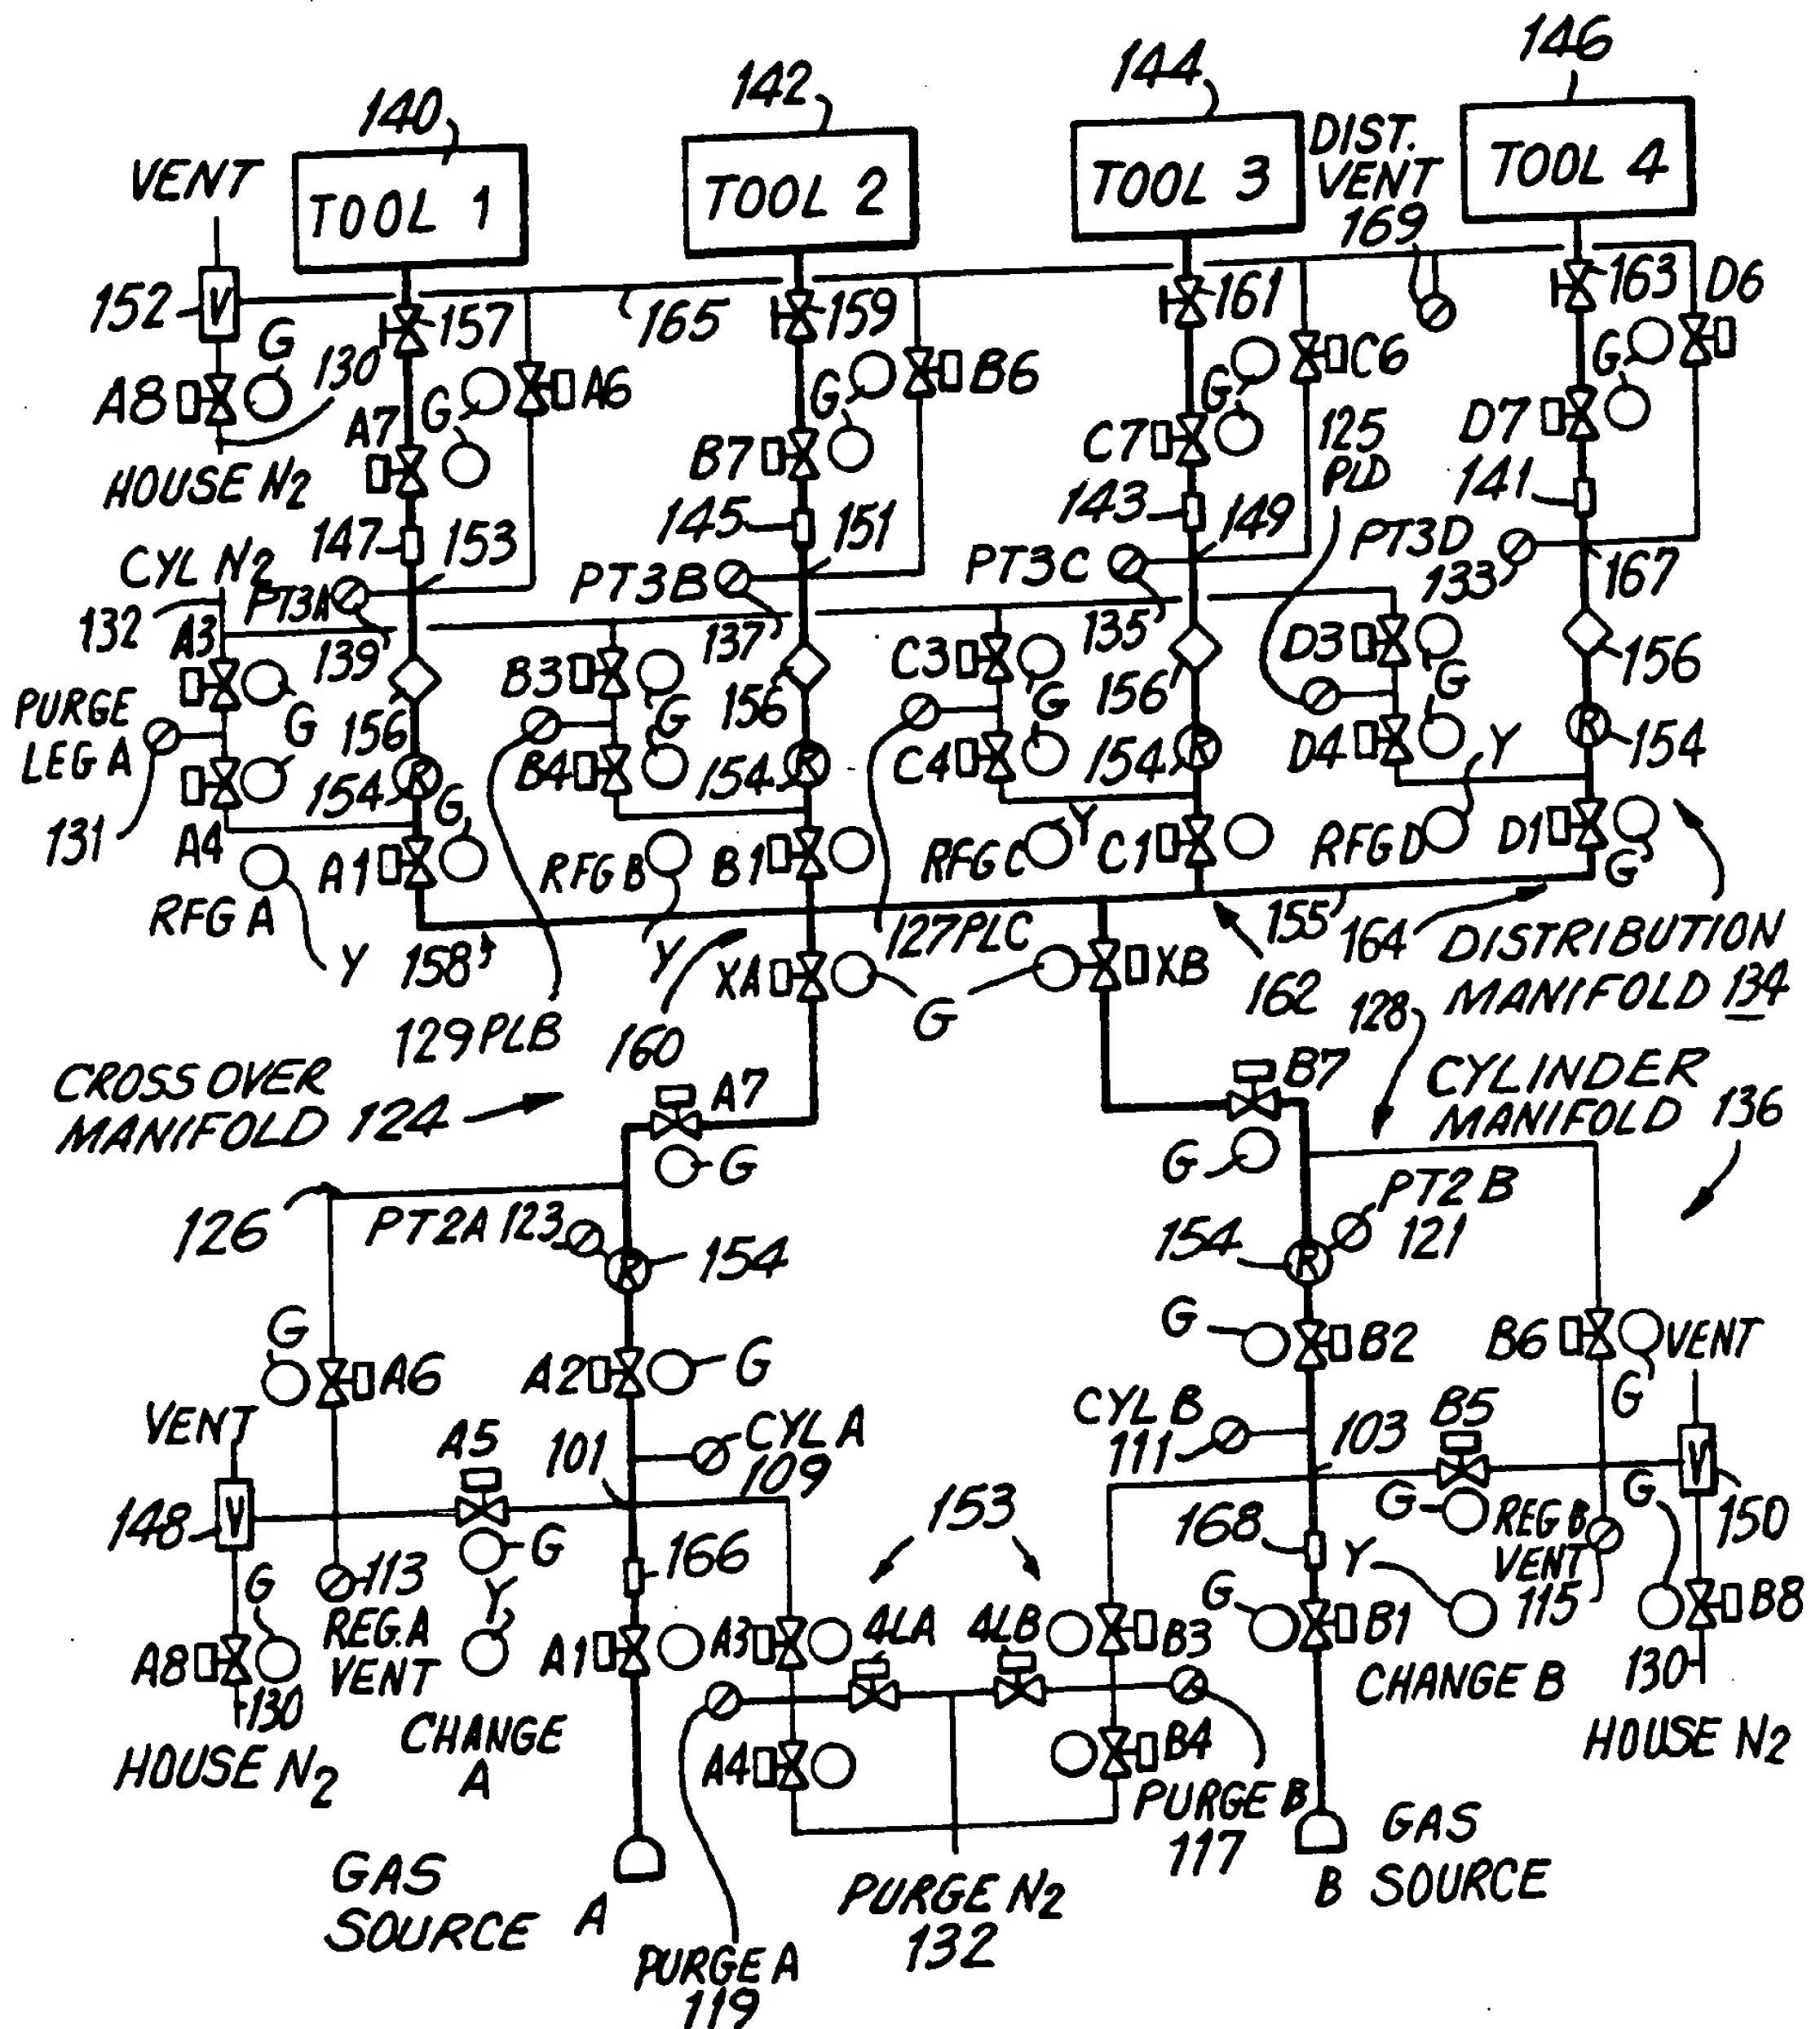 146
144
142
140
DIST.
VENT
169
VENT
TOOL 1
TOOL 2
TOOL 3
TOOL 4
152
V
157
165
159
161
163
D6
G
130
A8
A7
G
A6
G
B6
G
C6
G
125
PLD
D7
HOUSE N2
B7
C7
141
147
153
145
151
143
149
PT3D
133
167
CYL N2
132
PT3A
PT3B
PT3C
A3
139
137
135
B3
C3
D3
156
G
G
G
G
156
156
156
PURGE
LEG A
G
B4
C4
D4
Y
154
R
154
R
154
R
154
R
131
A4
G
A1
RFG A
Y
RFG B
B1
RFG C
Y
C1
RFG D
D1
G
158
Y
127 PLC
155
164
DISTRIBUTION
MANIFOLD 134
XA
G
XB
162
129 PLB
160
128
CROSS OVER
MANIFOLD 124
A7
G
B7
G
CYLINDER
MANIFOLD 136
126
PT2A 123
154
R
PT2 B
121
154
R
G
A6
A2
G
G
B2
B6
G
VENT
VENT
A5
101
CYL A
109
CYL B
111
103
B5
148
V
G
153
168
G
REG B
VENT
115
G
V
150
G
113
REG. A
VENT
Y
166
Y
A8
130
A1
A3
4LA
4LB
B3
G
B1
B8
130
HOUSE N2
CHANGE
A
CHANGE B
HOUSE N2
A4
B4
PURGE B
117
GAS
SOURCE A
PURGE N2
132
GAS
B SOURCE
PURGE A
119